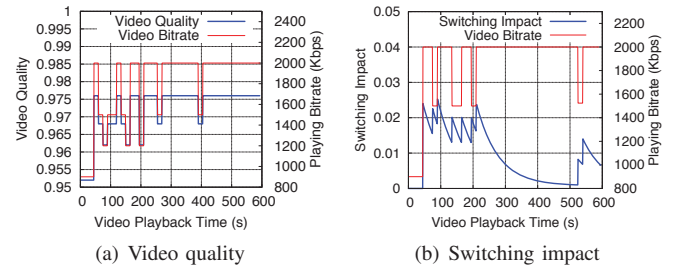 Video Quality
Video Bitrate
1
0.995
0.99
0.985
0.98
0.975
0.97
0.965
0.96
0.955
0.95
Video Quality
2400
2200
2000
1800
1600
1400
1200
1000
800
Playing Bitrate (Kbps)
0 100 200 300 400 500 600
Video Playback Time (s)
(a) Video quality
Switching Impact
Video Bitrate
0.05
0.04
0.03
0.02
0.01
0
Switching Impact
2200
2000
1800
1600
1400
1200
1000
800
Playing Bitrate (Kbps)
0 100 200 300 400 500 600
Video Playback Time (s)
(b) Switching impact